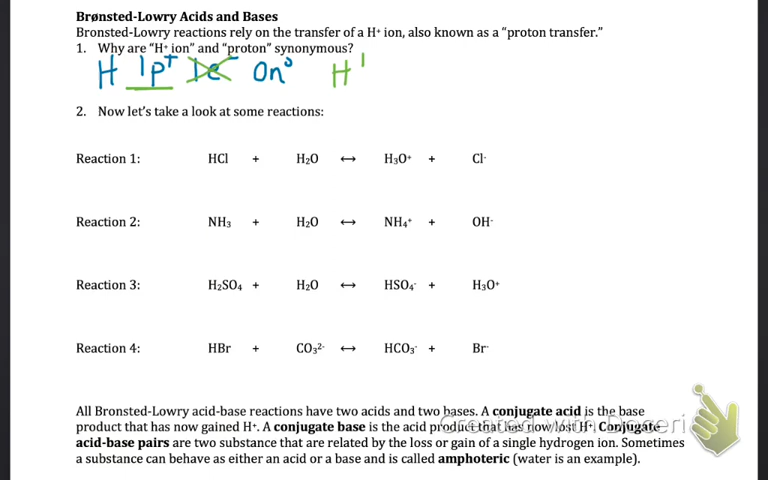 Brønsted-Lowry Acids and Bases
Bronsted-Lowry reactions rely on the transfer of a H⁺ ion, also known as a “proton transfer.”
1. Why are “H⁺ ion” and “proton” synonymous?
H 1p⁺ 1e⁻ 0n⁰ H⁺
2. Now let’s take a look at some reactions:
Reaction 1: HCl + H₂O ↔ H₃O⁺ + Cl⁻
Reaction 2: NH₃ + H₂O ↔ NH₄⁺ + OH⁻
Reaction 3: H₂SO₄ + H₂O ↔ HSO₄⁻ + H₃O⁺
Reaction 4: HBr + CO₃²⁻ ↔ HCO₃⁻ + Br⁻
All Bronsted-Lowry acid-base reactions have two acids and two bases. A conjugate acid is the base
product that has now gained H⁺. A conjugate base is the acid product that has now lost H⁺. Conjugate
acid-base pairs are two substance that are related by the loss or gain of a single hydrogen ion. Sometimes
a substance can behave as either an acid or a base and is called amphoteric (water is an example).
Created with Doceri